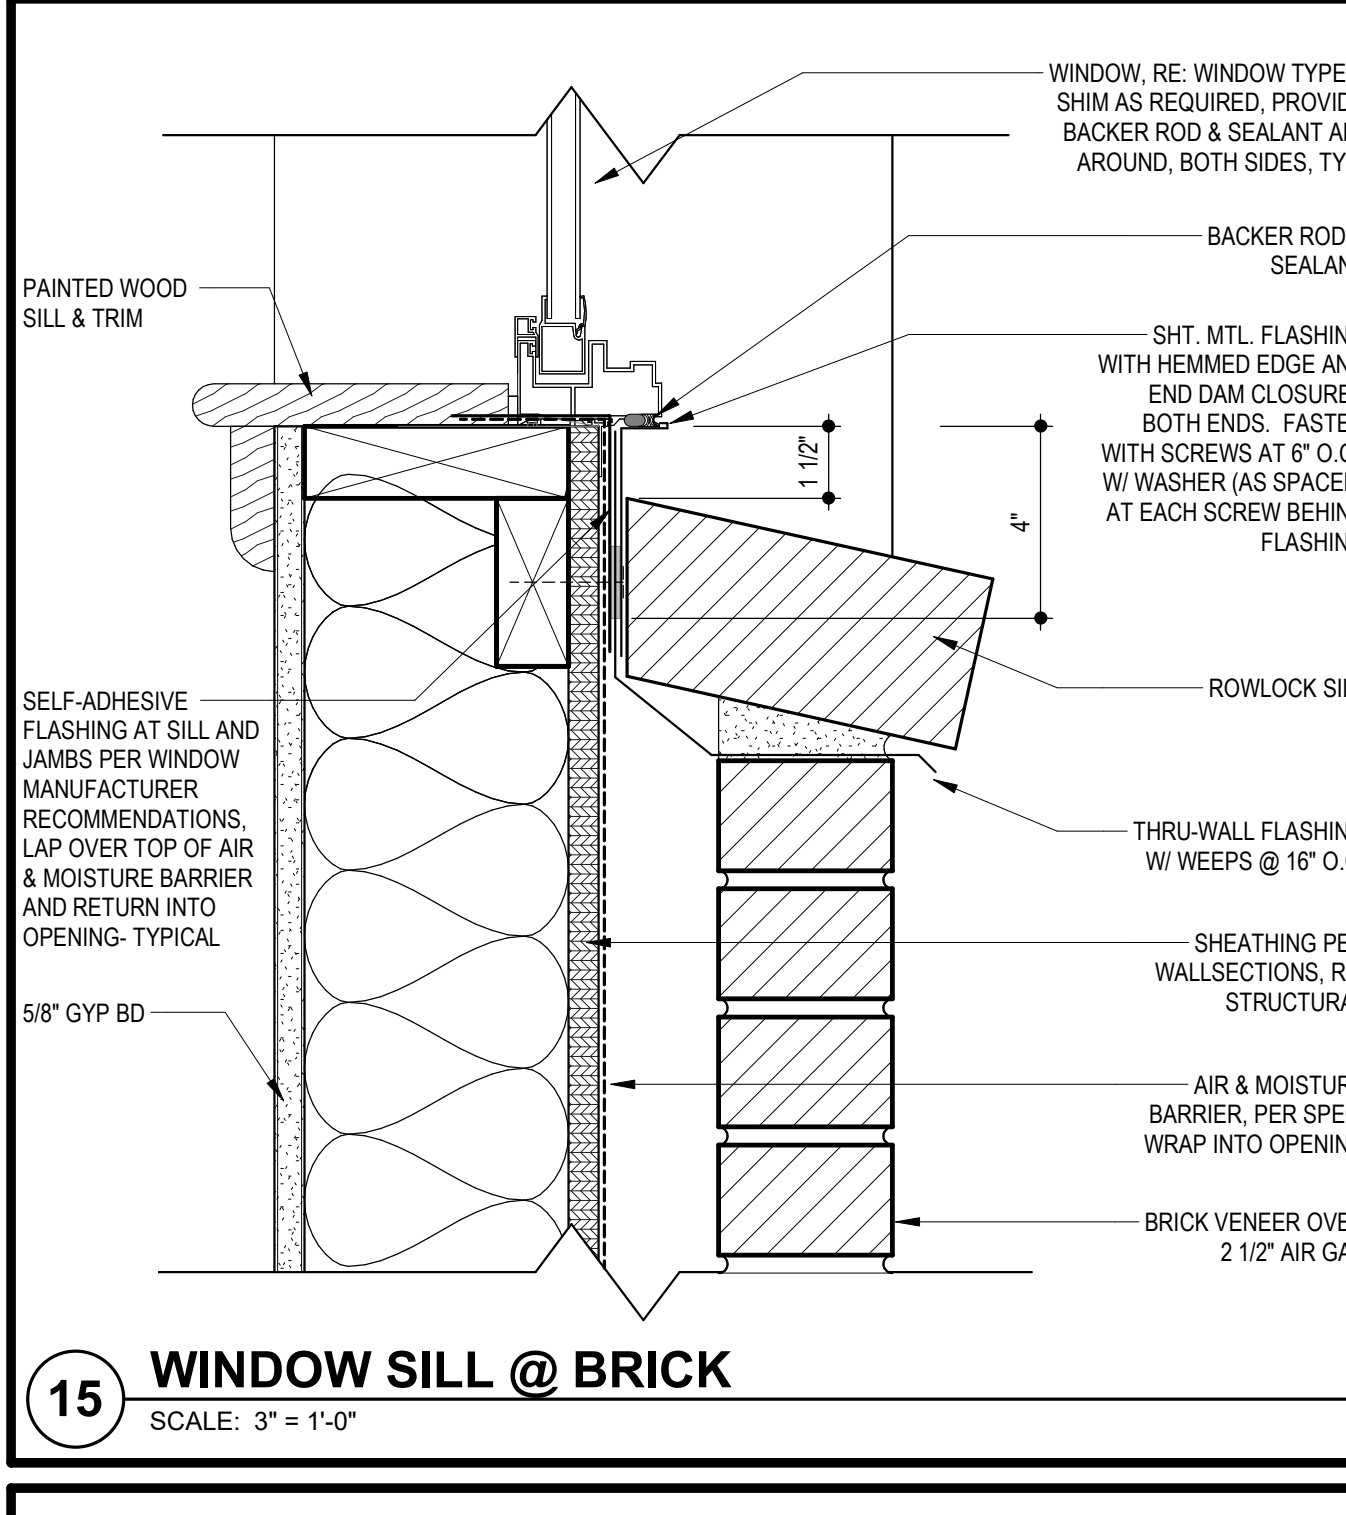 WINDOW, RE: WINDOW TYPE
SHIM AS REQUIRED, PROVID
BACKER ROD & SEALANT A
AROUND, BOTH SIDES, TY
BACKER ROD
SEALAN
PAINTED WOOD
SILL & TRIM
SHT. MTL. FLASHIN
WITH HEMMED EDGE AN
END DAM CLOSURE
BOTH ENDS. FASTE
WITH SCREWS AT 6" O.C
W/ WASHER (AS SPACE
AT EACH SCREW BEHIN
FLASHIN
1 1/2"
4"
SELF-ADHESIVE
FLASHING AT SILL AND
JAMBS PER WINDOW
MANUFACTURER
RECOMMENDATIONS,
LAP OVER TOP OF AIR
& MOISTURE BARRIER
AND RETURN INTO
OPENING- TYPICAL
ROWLOCK SI
THRU-WALL FLASHIN
W/ WEEPS @ 16" O.C
SHEATHING PE
WALLSECTIONS, R
STRUCTURA
5/8" GYP BD
AIR & MOISTUR
BARRIER, PER SPE
WRAP INTO OPENIN
BRICK VENEER OVE
2 1/2" AIR GA
15
WINDOW SILL @ BRICK
SCALE: 3" = 1'-0"